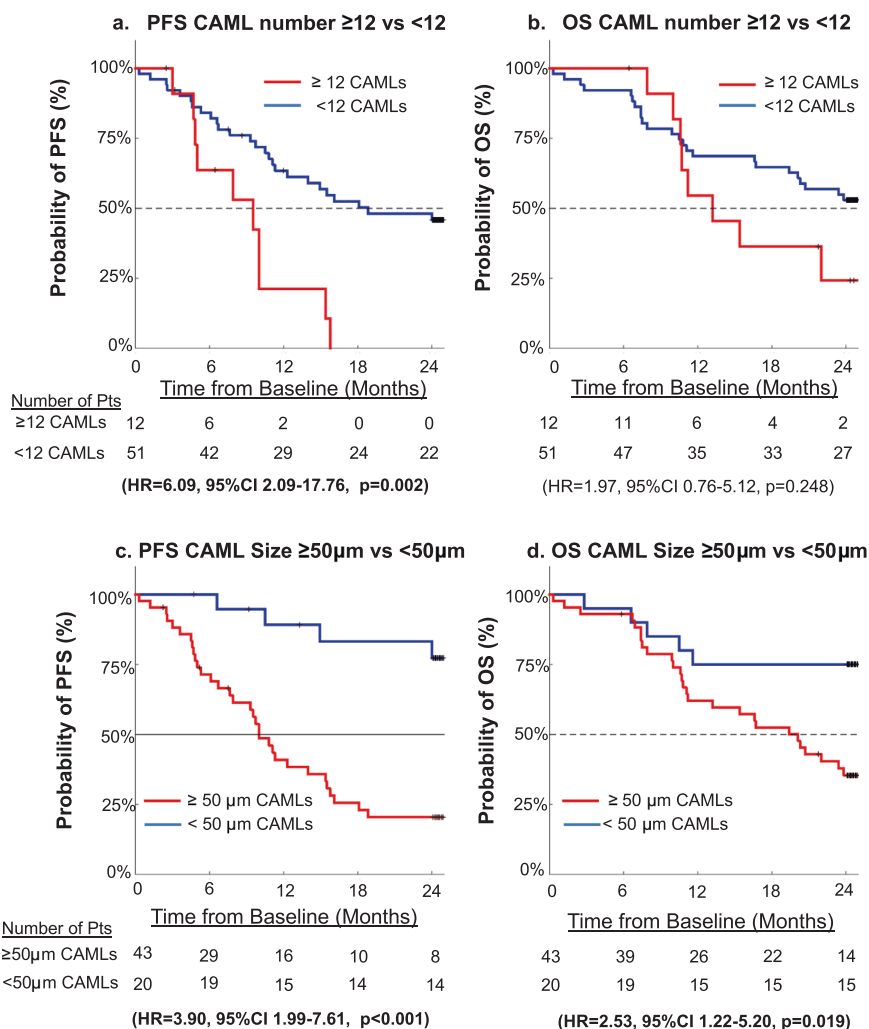 a. PFS CAML number ≥12 vs <12
Probability of PFS (%)
100%
75%
50%
25%
0%
≥ 12 CAMLs
<12 CAMLs
0 6 12 18 24
Time from Baseline (Months)
Number of Pts
≥12 CAMLs 12 6 2 0 0
<12 CAMLs 51 42 29 24 22
(HR=6.09, 95%CI 2.09-17.76, p=0.002)
b. OS CAML number ≥12 vs <12
Probability of OS (%)
100%
75%
50%
25%
0%
≥ 12 CAMLs
<12 CAMLs
0 6 12 18 24
Time from Baseline (Months)
12 11 6 4 2
51 47 35 33 27
(HR=1.97, 95%CI 0.76-5.12, p=0.248)
c. PFS CAML Size ≥50µm vs <50µm
Probability of PFS (%)
100%
75%
50%
25%
0%
≥ 50 µm CAMLs
< 50 µm CAMLs
0 6 12 18 24
Time from Baseline (Months)
Number of Pts
≥50µm CAMLs 43 29 16 10 8
<50µm CAMLs 20 19 15 14 14
(HR=3.90, 95%CI 1.99-7.61, p<0.001)
d. OS CAML Size ≥50µm vs <50µm
Probability of OS (%)
100%
75%
50%
25%
0%
≥ 50 µm CAMLs
< 50 µm CAMLs
0 6 12 18 24
Time from Baseline (Months)
43 39 26 22 14
20 19 15 15 15
(HR=2.53, 95%CI 1.22-5.20, p=0.019)